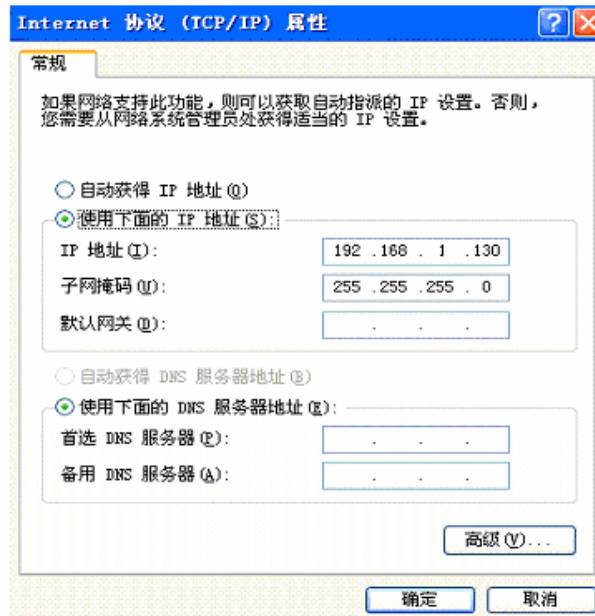 Internet 协议 (TCP/IP) 属性
常规
如果网络支持此功能，则可以获取自动指派的 IP 设置。否则，
您需要从网络系统管理员处获得适当的 IP 设置。
自动获得 IP 地址(O)
使用下面的 IP 地址(S):
IP 地址(I): 192 .168 . 1 .130
子网掩码(U): 255 .255 .255 . 0
默认网关(D): . . .
自动获得 DNS 服务器地址(B)
使用下面的 DNS 服务器地址(E):
首选 DNS 服务器(P): . . .
备用 DNS 服务器(A): . . .
高级(V)...
确定 取消